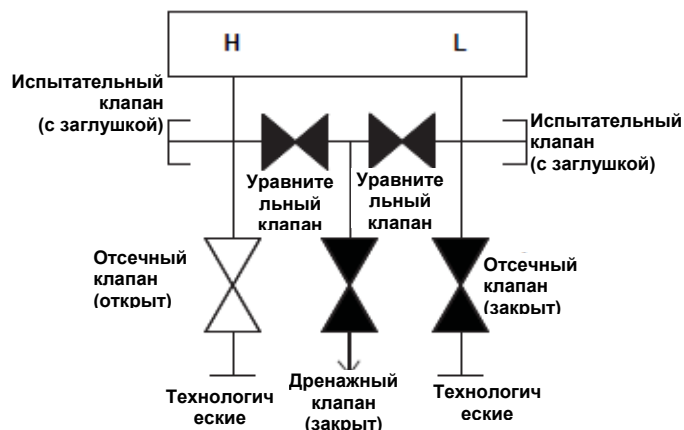 H
L
Испытательный
клапан
(с заглушкой)
Испытательный
клапан
(с заглушкой)
Уравните
льный
клапан
Уравните
льный
клапан
Отсечный
клапан
(открыт)
Отсечный
клапан
(закрыт)
Технологич
еские
Дренажный
клапан
(закрыт)
Технологич
еские